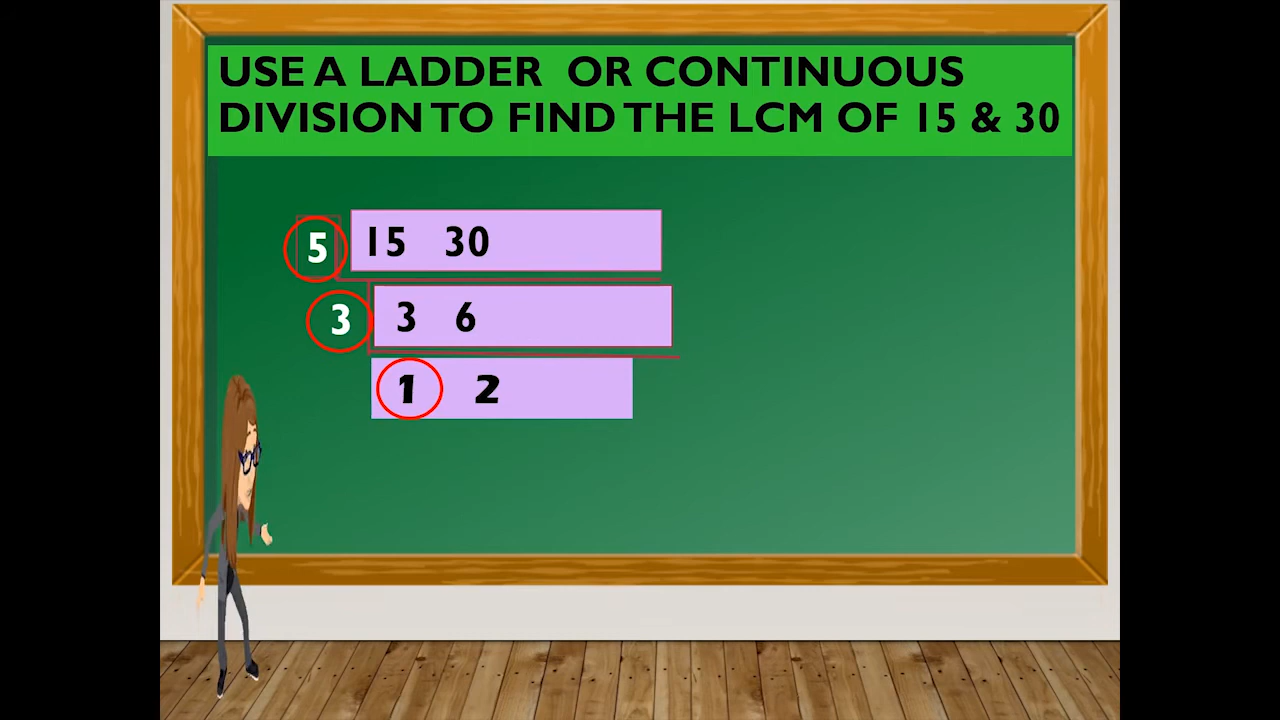 USE A LADDER OR CONTINUOUS
DIVISION TO FIND THE LCM OF 15 & 30
5 15 30
3 3 6
1 2